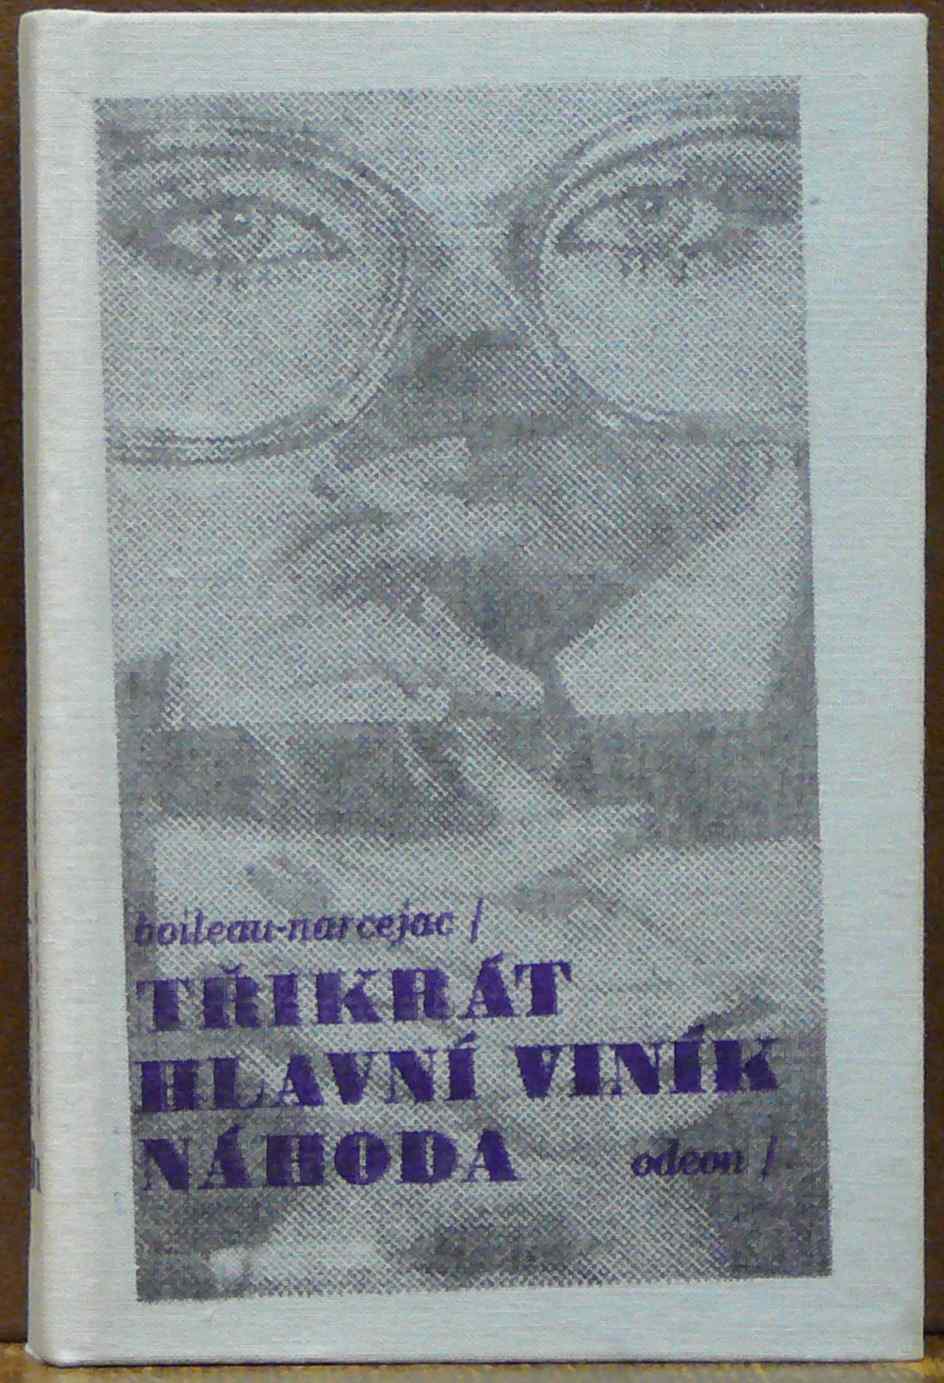 boileau-narcejac /
TŘIKRÁT
HLAVNÍ VINÍK
NÁHODA
odeon /